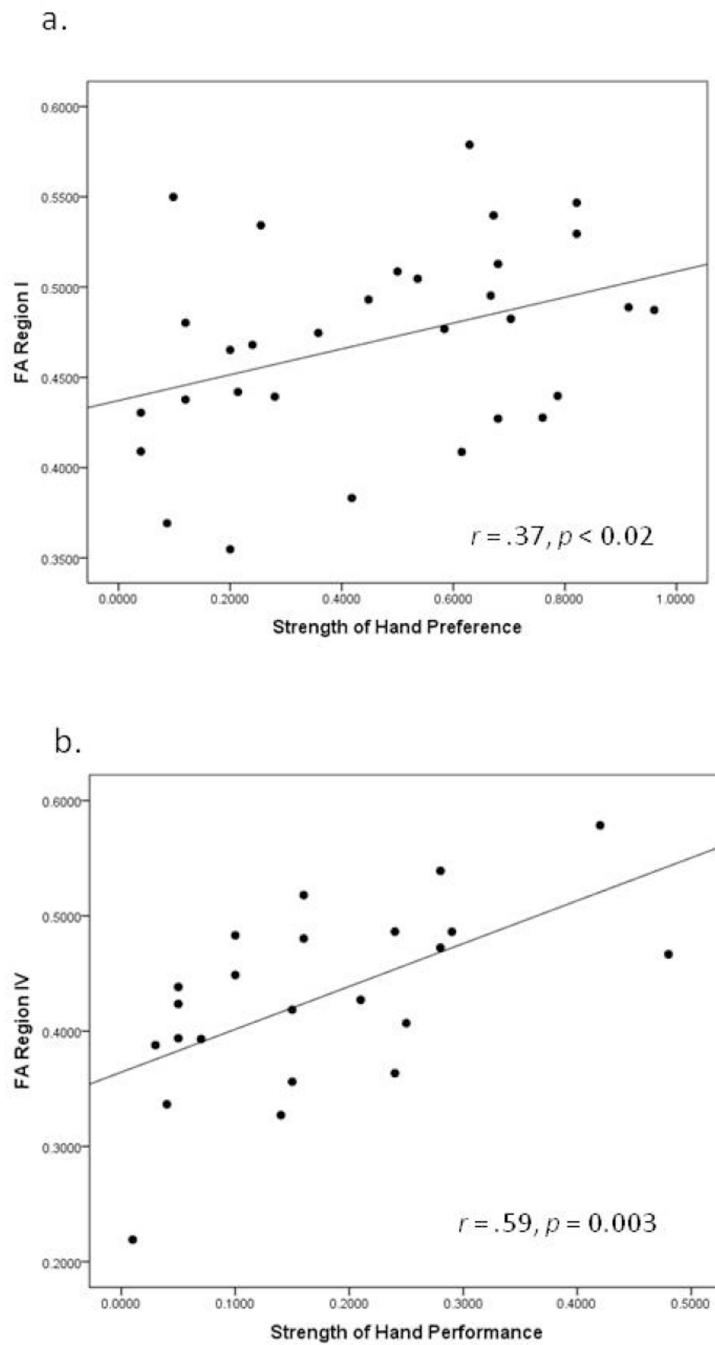 a.
0.6000
0.5500
0.5000
0.4500
0.4000
0.3500
FA Region I
r = .37, p < 0.02
0.0000 0.2000 0.4000 0.6000 0.8000 1.0000
Strength of Hand Preference
b.
0.6000
0.5000
0.4000
0.3000
0.2000
FA Region IV
r = .59, p = 0.003
0.0000 0.1000 0.2000 0.3000 0.4000 0.5000
Strength of Hand Performance